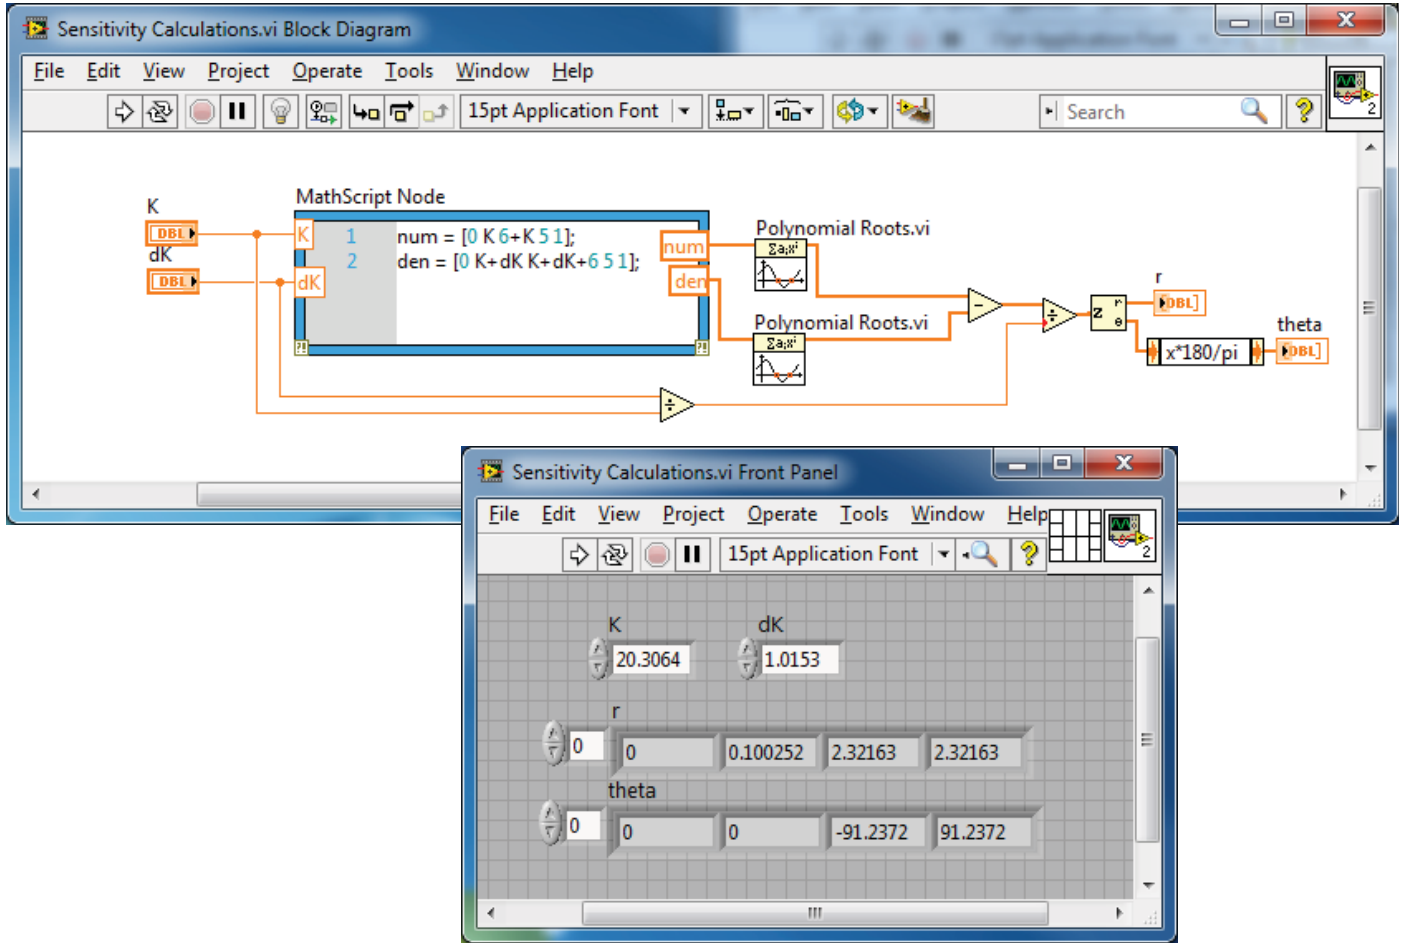 Sensitivity Calculations.vi Block Diagram
File Edit View Project Operate Tools Window Help
15pt Application Font
Search
2
K
DBL
dK
DBL
MathScript Node
K
dK
1 num = [0 K 6+K 5 1];
2 den = [0 K+dK K+dK+6 5 1];
num
den
Polynomial Roots.vi
Σaᵢxⁱ
Polynomial Roots.vi
Σaᵢxⁱ
-
÷
÷
z r θ
r
DBL]
theta
x*180/pi
DBL]
Sensitivity Calculations.vi Front Panel
File Edit View Project Operate Tools Window Help
15pt Application Font
2
K dK
20.3064 1.0153
r
0 0 0.100252 2.32163 2.32163
theta
0 0 0 -91.2372 91.2372